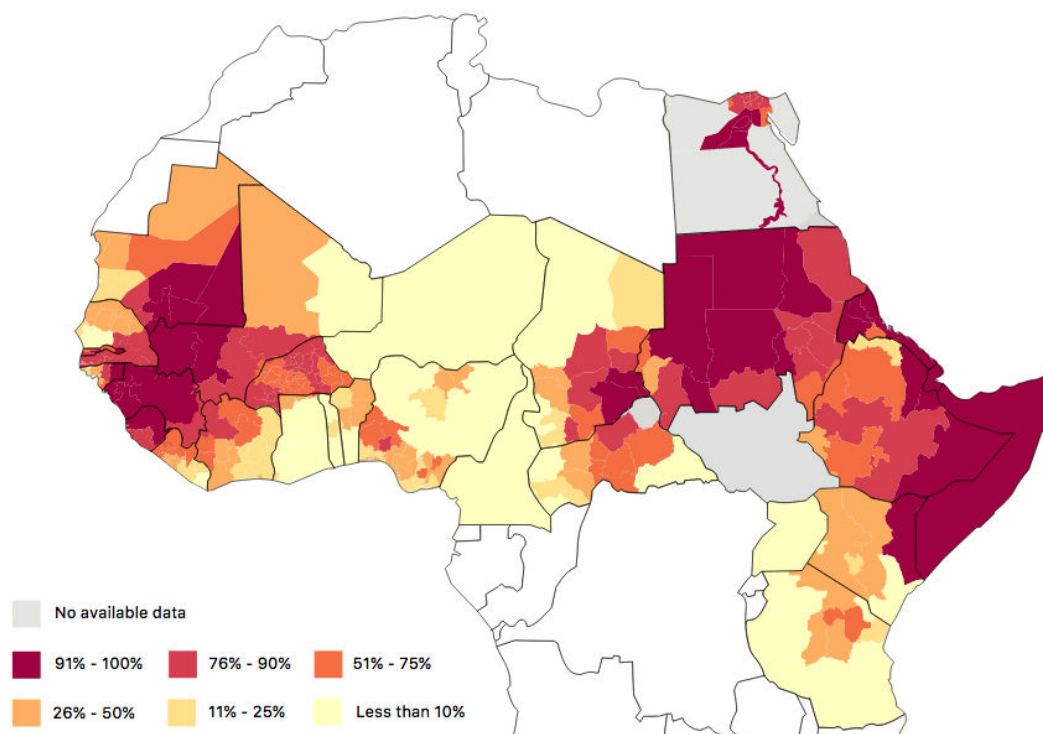 No available data
91% - 100% 76% - 90% 51% - 75%
26% - 50% 11% - 25% Less than 10%